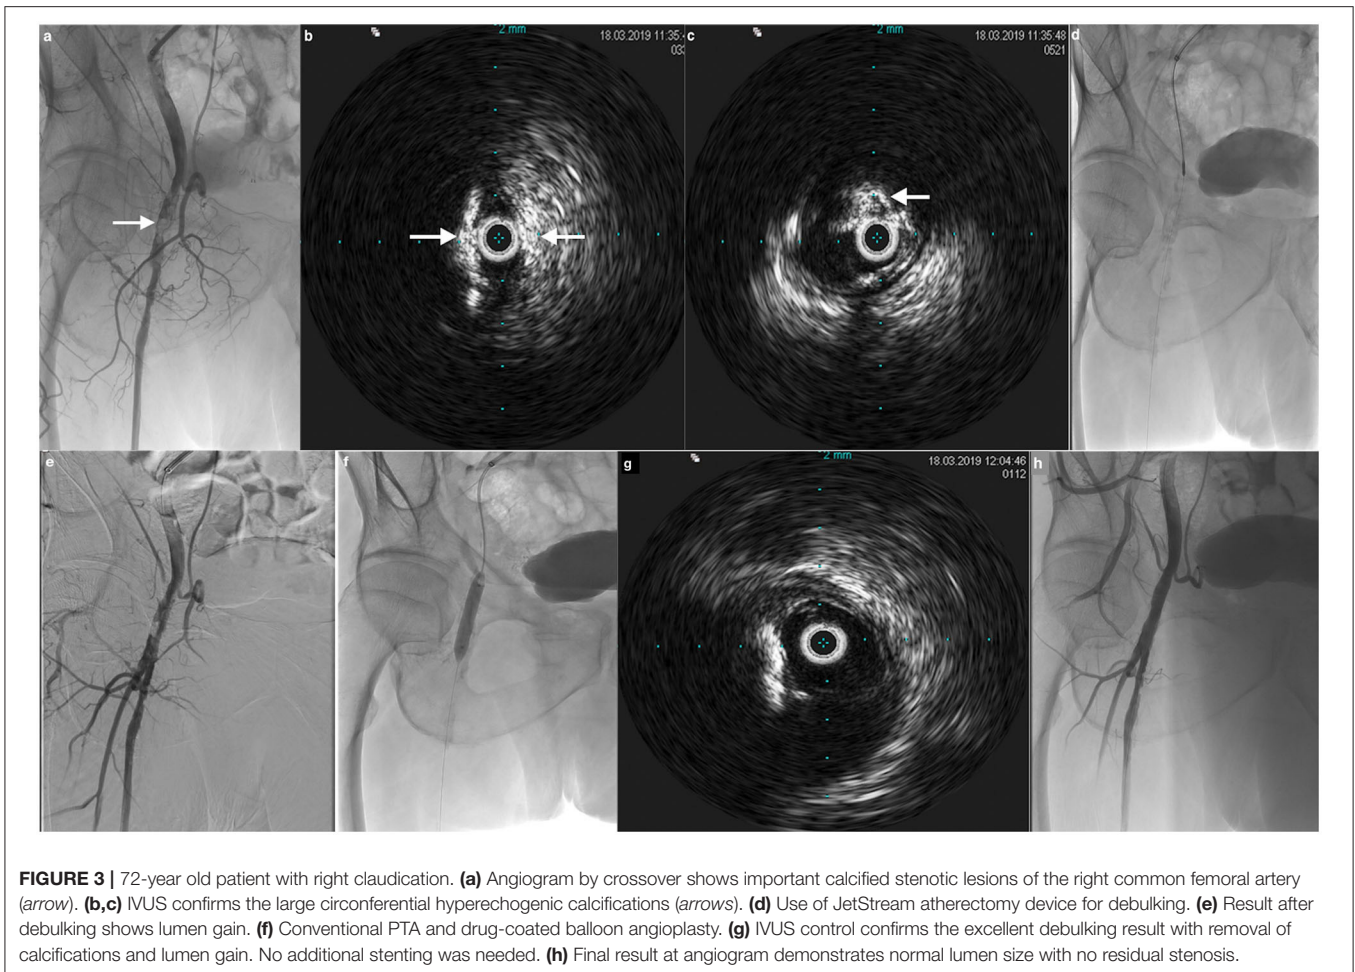 a
b
2 mm
18.03.2019 11:35:
03
c
2 mm
18.03.2019 11:35:48
0521
d
e
f
g
2 mm
18.03.2019 12:04:46
0112
h
FIGURE 3 | 72-year old patient with right claudication. (a) Angiogram by crossover shows important calcified stenotic lesions of the right common femoral artery
(arrow). (b,c) IVUS confirms the large circonferential hyperechogenic calcifications (arrows). (d) Use of JetStream atherectomy device for debulking. (e) Result after
debulking shows lumen gain. (f) Conventional PTA and drug-coated balloon angioplasty. (g) IVUS control confirms the excellent debulking result with removal of
calcifications and lumen gain. No additional stenting was needed. (h) Final result at angiogram demonstrates normal lumen size with no residual stenosis.